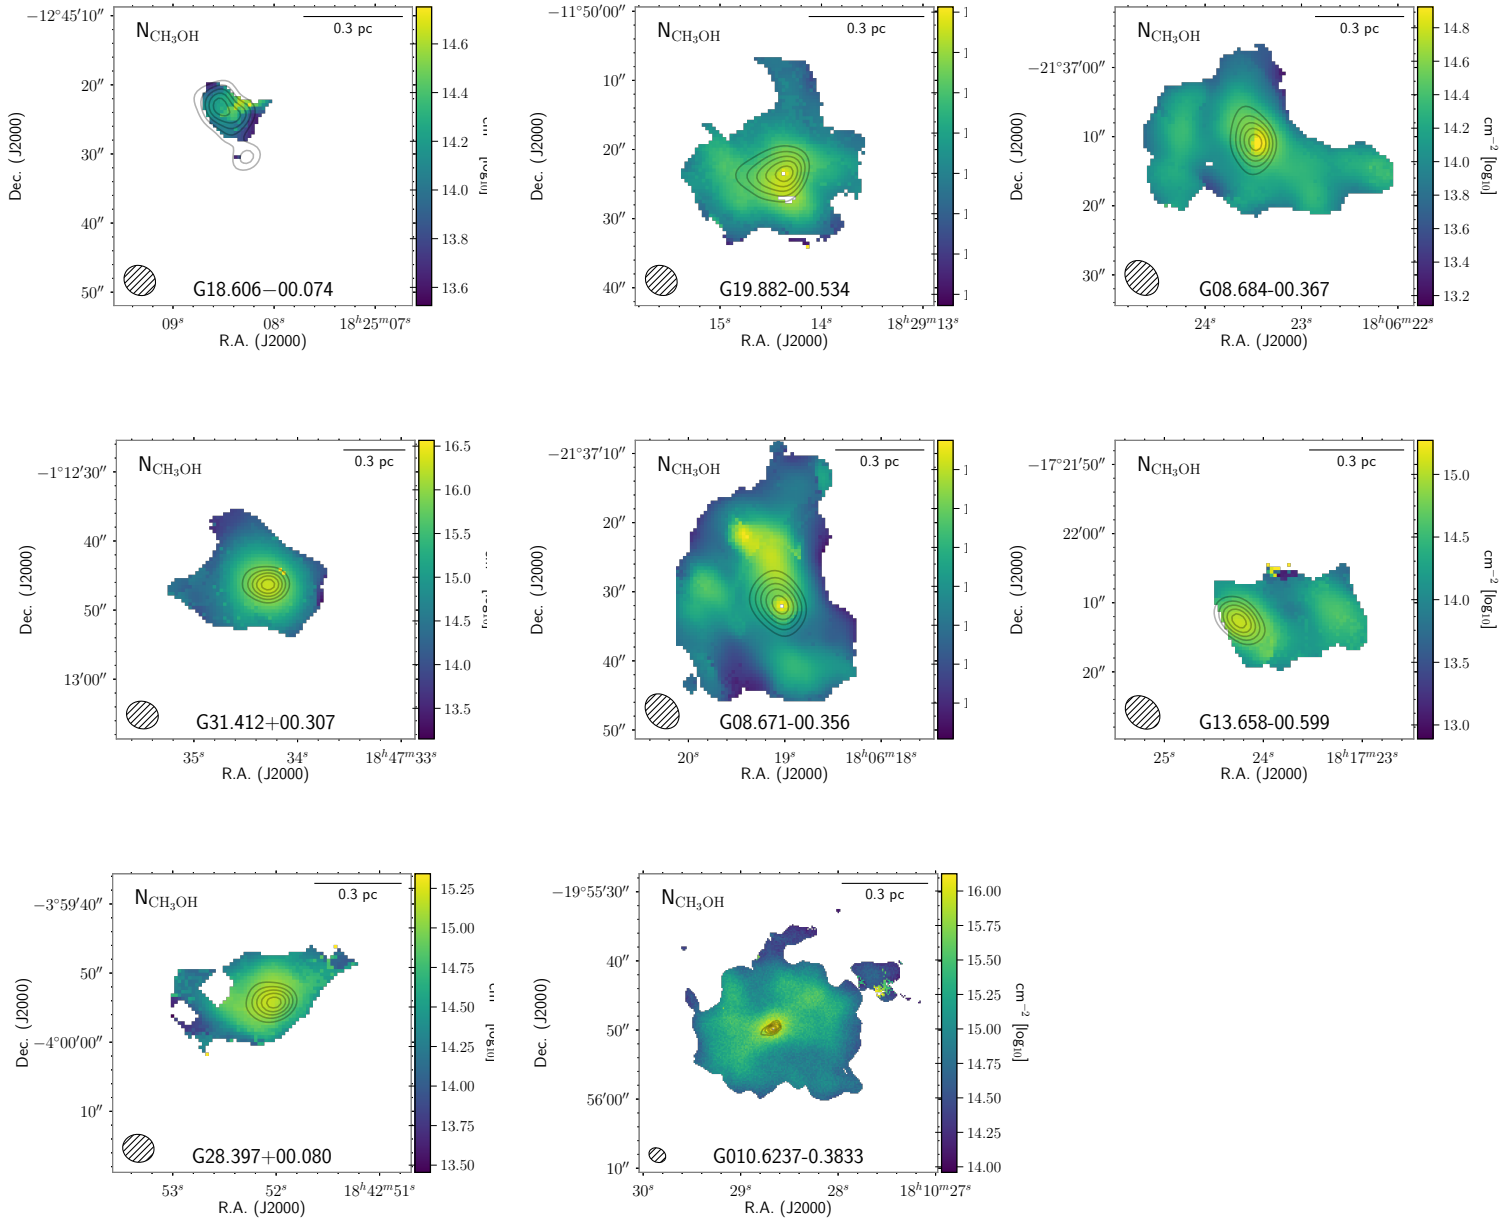 −12°45′10″
20″
30″
40″
50″
Dec. (J2000)
N_CH₃OH
0.3 pc
G18.606−00.074
09ˢ 08ˢ 18ʰ25ᵐ07ˢ
R.A. (J2000)
14.6
14.4
14.2
14.0
13.8
13.6
−11°50′00″
10″
20″
30″
40″
Dec. (J2000)
N_CH₃OH
0.3 pc
G19.882-00.534
15ˢ 14ˢ 18ʰ29ᵐ13ˢ
R.A. (J2000)
−21°37′00″
10″
20″
30″
Dec. (J2000)
N_CH₃OH
0.3 pc
G08.684-00.367
24ˢ 23ˢ 18ʰ06ᵐ22ˢ
R.A. (J2000)
14.8
14.6
14.4
14.2
14.0
13.8
13.6
13.4
13.2
cm⁻² [log₁₀]
−1°12′30″
40″
50″
13′00″
Dec. (J2000)
N_CH₃OH
0.3 pc
G31.412+00.307
35ˢ 34ˢ 18ʰ47ᵐ33ˢ
R.A. (J2000)
16.5
16.0
15.5
15.0
14.5
14.0
13.5
−21°37′10″
20″
30″
40″
50″
Dec. (J2000)
N_CH₃OH
0.3 pc
G08.671-00.356
20ˢ 19ˢ 18ʰ06ᵐ18ˢ
R.A. (J2000)
−17°21′50″
22′00″
10″
20″
Dec. (J2000)
N_CH₃OH
0.3 pc
G13.658-00.599
25ˢ 24ˢ 18ʰ17ᵐ23ˢ
R.A. (J2000)
15.0
14.5
14.0
13.5
13.0
cm⁻² [log₁₀]
−3°59′40″
50″
−4°00′00″
10″
Dec. (J2000)
N_CH₃OH
0.3 pc
G28.397+00.080
53ˢ 52ˢ 18ʰ42ᵐ51ˢ
R.A. (J2000)
15.25
15.00
14.75
14.50
14.25
14.00
13.75
13.50
−19°55′30″
40″
50″
56′00″
10″
Dec. (J2000)
N_CH₃OH
0.3 pc
G010.6237-0.3833
30ˢ 29ˢ 28ˢ 18ʰ10ᵐ27ˢ
R.A. (J2000)
16.00
15.75
15.50
15.25
15.00
14.75
14.50
14.25
14.00
cm⁻² [log₁₀]